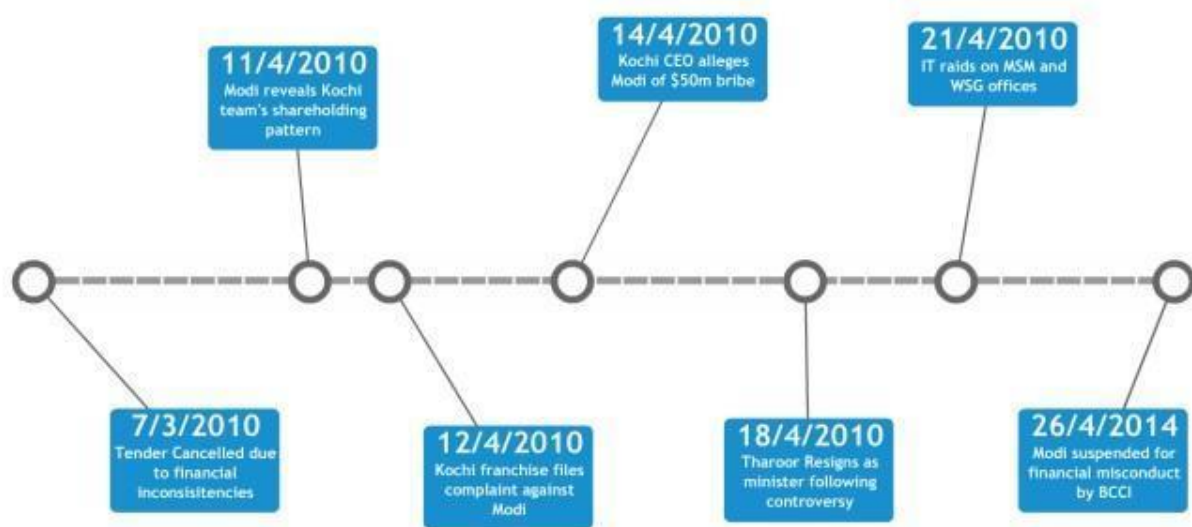 11/4/2010
Modi reveals Kochi
team's shareholding
pattern
14/4/2010
Kochi CEO alleges
Modi of $50m bribe
21/4/2010
IT raids on MSM and
WSG offices
7/3/2010
Tender Cancelled due
to financial
inconsisitencies
12/4/2010
Kochi franchise files
complaint against
Modi
18/4/2010
Tharoor Resigns as
minister following
controversy
26/4/2014
Modi suspended for
financial misconduct
by BCCI